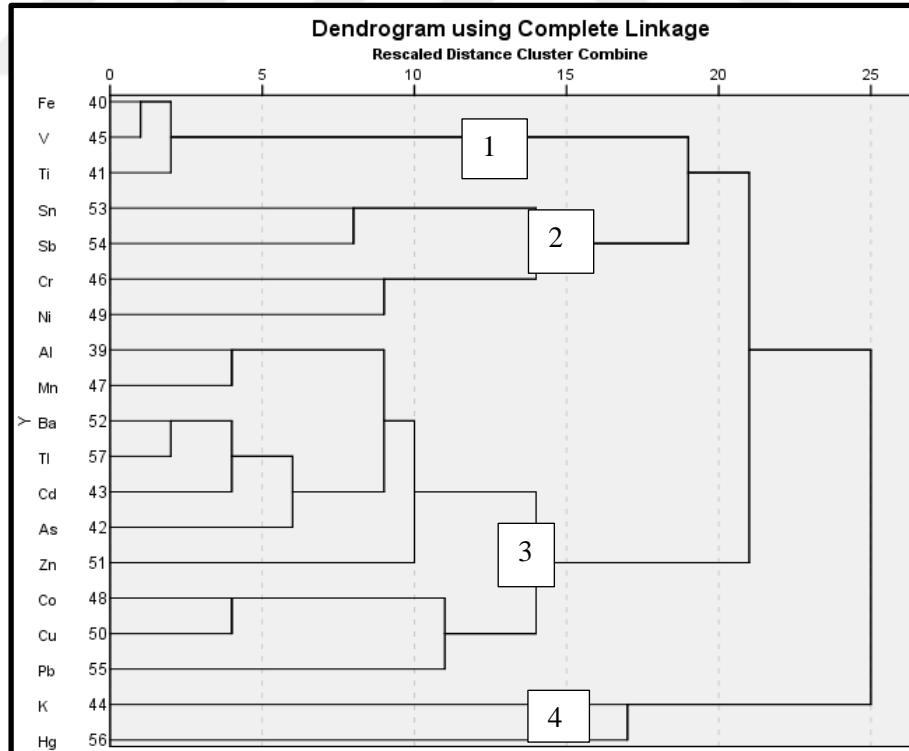 Dendrogram using Complete Linkage
Rescaled Distance Cluster Combine
0 5 10 15 20 25
Fe 40
V 45
1
Ti 41
Sn 53
2
Sb 54
Cr 46
Ni 49
Al 39
Mn 47
Y
Ba 52
Tl 57
Cd 43
As 42
3
Zn 51
Co 48
Cu 50
Pb 55
K 44
4
Hg 56